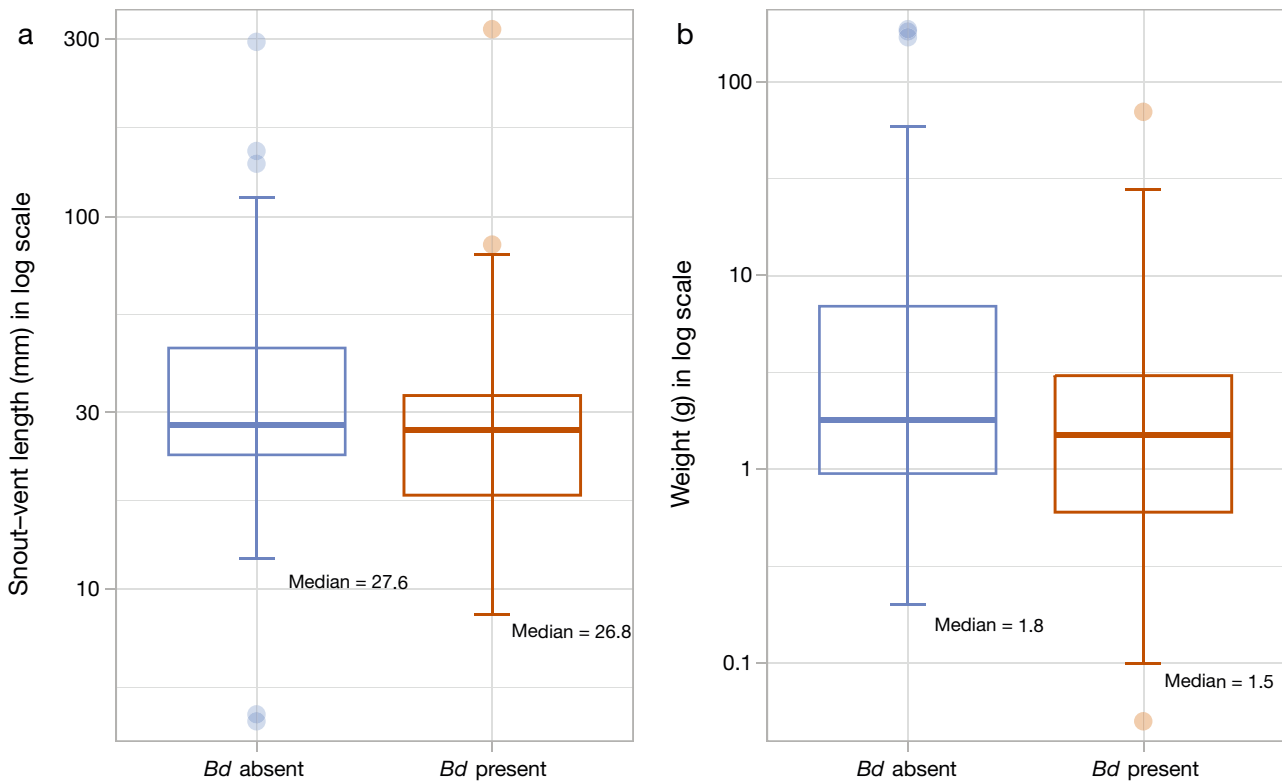 a
Snout–vent length (mm) in log scale
300
100
30
10
Median = 27.6
Median = 26.8
Bd absent
Bd present
b
Weight (g) in log scale
100
10
1
0.1
Median = 1.8
Median = 1.5
Bd absent
Bd present